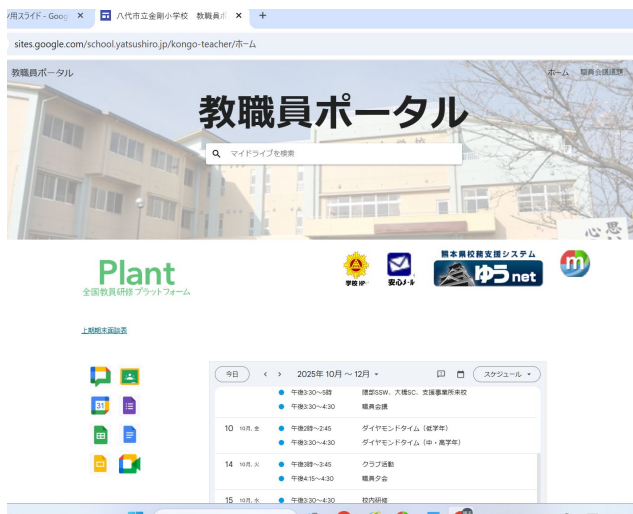 用スライド - Goog
八代市立金剛小学校 教職員ポ
sites.google.com/school.yatsushiro.jp/kongo-teacher/ホーム
教職員ポータル
ホーム 職員会議議題
教職員ポータル
マイドライブを検索
Plant
全国教員研修プラットフォーム
学校HP
安心メール
熊本県校務支援システム
ゆうnet
m
上期期末面談表
今日 2025年 10月 ～ 12月 スケジュール
午後3:30～5時 SSW、大橋SC、支援事業所来校
午後3:30～4:30 職員会議
10 10月, 金 午後2時～2:45 ダイヤモンドタイム（低学年）
午後3:30～4:30 ダイヤモンドタイム（中・高学年）
14 10月, 火 午後3時～3:45 クラブ活動
午後4:15～4:30 職員夕会
15 10月, 水 午後3:30～4:30 校内研修
31